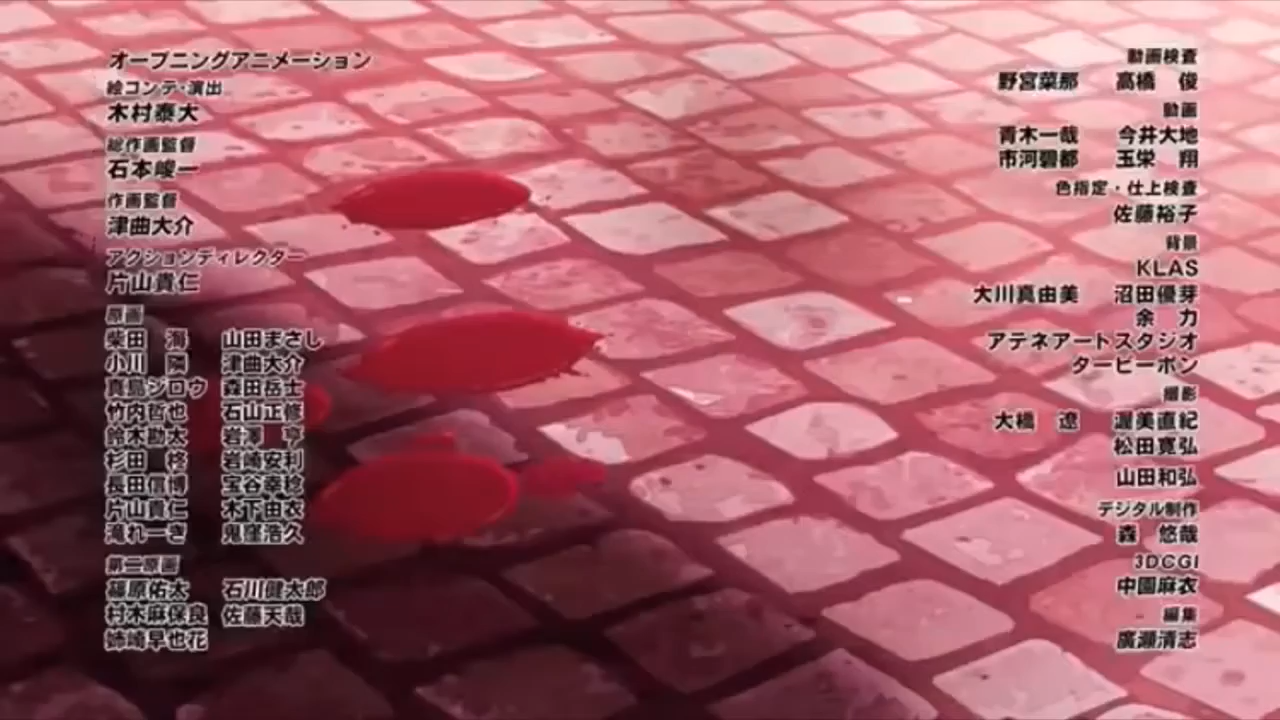 オープニングアニメーション
絵コンテ・演出
木村泰大
総作画監督
石本峻一
作画監督
津曲大介
アクションディレクター
片山貴仁
原画
柴田　海　山田まさし
小川　隣　津曲大介
真島ジロウ　森田岳士
竹内哲也　石山正修
鈴木勘太　岩澤　亨
杉田　柊　岩崎安利
長田信博　宝谷幸稔
片山貴仁　木下由衣
滝れーき　鬼窪浩久
第二原画
篠原佑太　石川健太郎
村木麻保良　佐藤天哉
姉崎早也花
動画検査
野宮菜那　高橋　俊
動画
青木一哉　今井大地
市河碧都　玉栄　翔
色指定・仕上検査
佐藤裕子
背景
KLAS
大川真由美　沼田優芽
余　力
アテネアートスタジオ
ターピーポン
撮影
大橋　遼　渥美直紀
松田寛弘
山田和弘
デジタル制作
森　悠哉
3DCGI
中園麻衣
編集
廣瀬清志